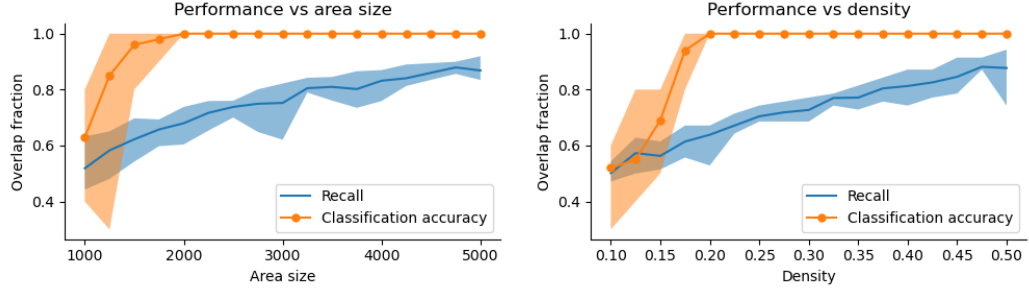 Performance vs area size
Overlap fraction
1.0
0.8
0.6
0.4
1000
2000
3000
4000
5000
Area size
Recall
Classification accuracy
Performance vs density
Overlap fraction
1.0
0.8
0.6
0.4
0.10
0.15
0.20
0.25
0.30
0.35
0.40
0.45
0.50
Density
Recall
Classification accuracy